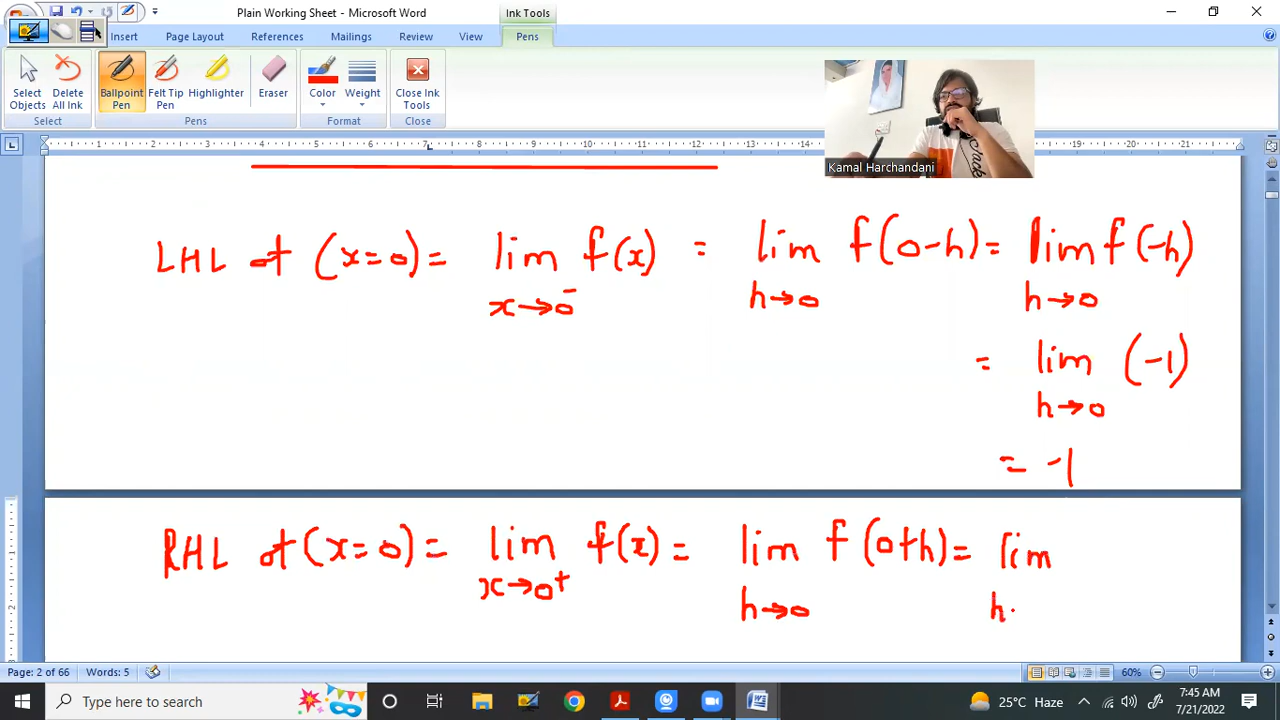 Plain Working Sheet - Microsoft Word
Ink Tools
Insert Page Layout References Mailings Review View Pens
Select Objects
Delete All Ink
Ballpoint Pen
Felt Tip Pen
Highlighter
Eraser
Color
Weight
Close Ink Tools
Select Pens Format Close
Kamal Harchandani
LHL at (x=0) = lim f(x) = lim f(0-h) = lim f(-h)
x→0⁻ h→0 h→0
= lim (-1)
h→0
= -1
RHL at (x=0) = lim f(x) = lim f(0+h) = lim
x→0⁺ h→0 h
Page: 2 of 66 Words: 5 60%
Type here to search
25°C Haze
7:45 AM
7/21/2022